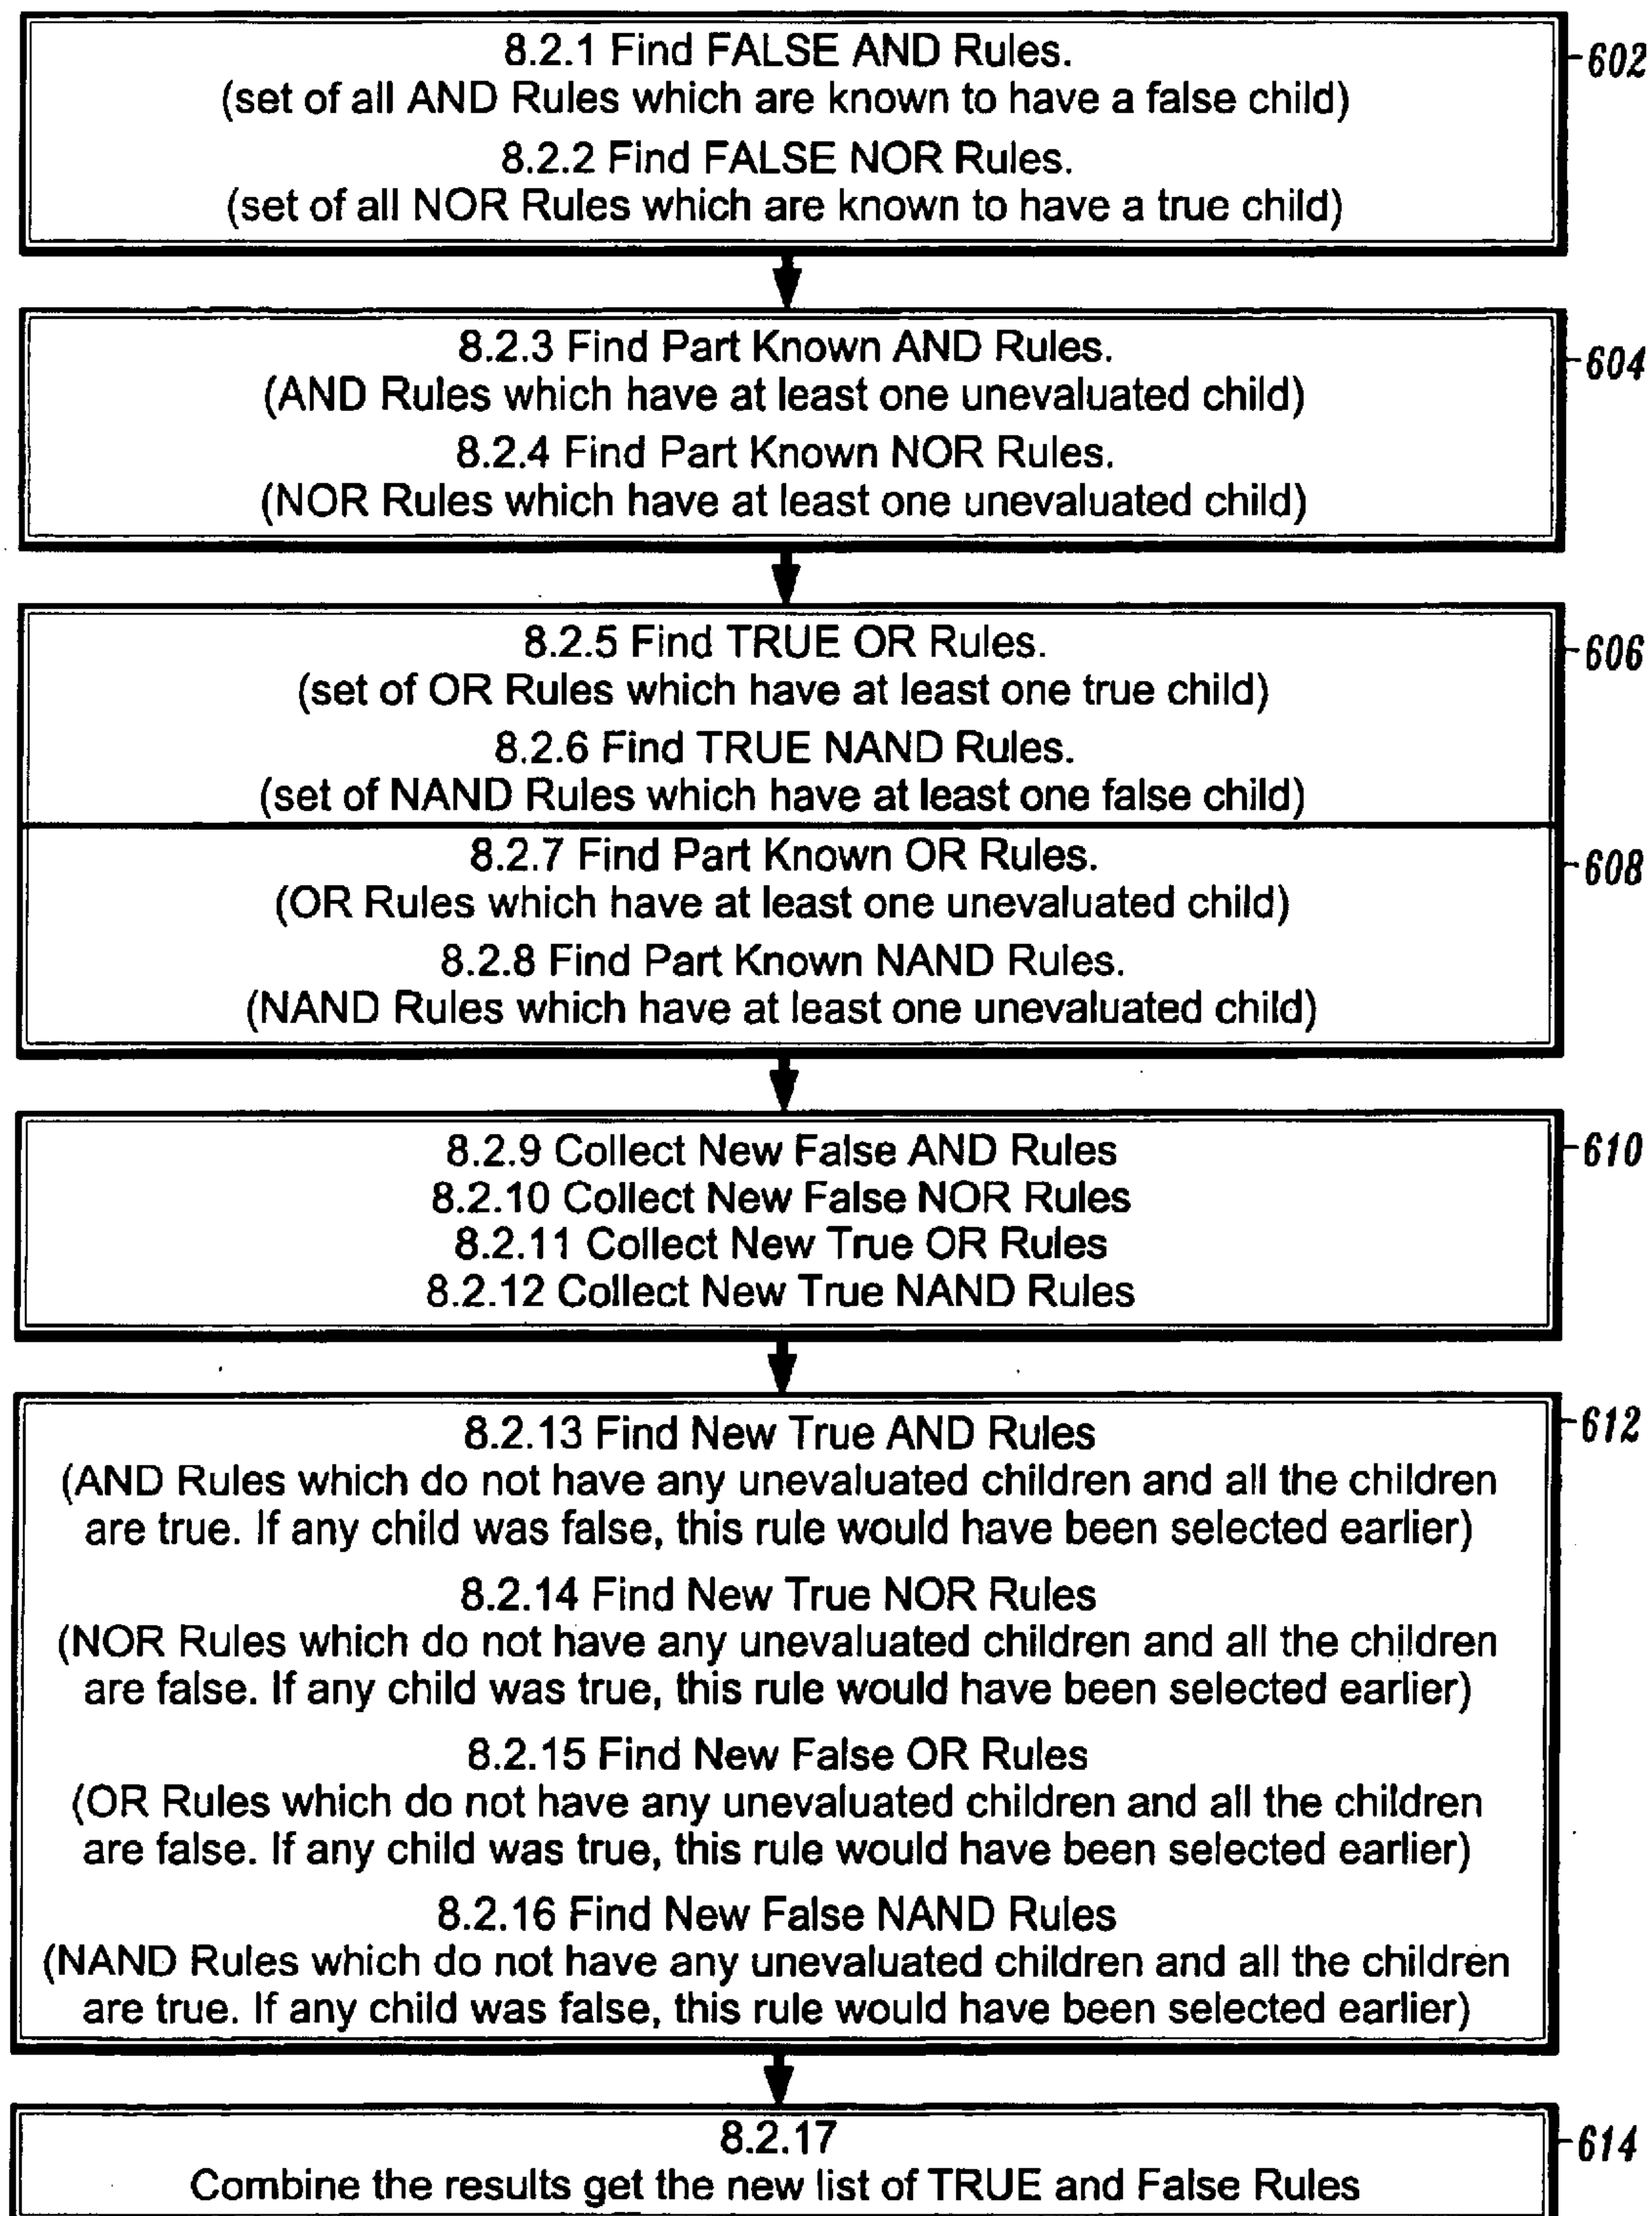 8.2.1 Find FALSE AND Rules.
602
(set of all AND Rules which are known to have a false child)
8.2.2 Find FALSE NOR Rules.
(set of all NOR Rules which are known to have a true child)
8.2.3 Find Part Known AND Rules.
604
(AND Rules which have at least one unevaluated child)
8.2.4 Find Part Known NOR Rules.
(NOR Rules which have at least one unevaluated child)
8.2.5 Find TRUE OR Rules.
606
(set of OR Rules which have at least one true child)
8.2.6 Find TRUE NAND Rules.
(set of NAND Rules which have at least one false child)
8.2.7 Find Part Known OR Rules.
608
(OR Rules which have at least one unevaluated child)
8.2.8 Find Part Known NAND Rules.
(NAND Rules which have at least one unevaluated child)
8.2.9 Collect New False AND Rules
610
8.2.10 Collect New False NOR Rules
8.2.11 Collect New True OR Rules
8.2.12 Collect New True NAND Rules
8.2.13 Find New True AND Rules
612
(AND Rules which do not have any unevaluated children and all the children
are true. If any child was false, this rule would have been selected earlier)
8.2.14 Find New True NOR Rules
(NOR Rules which do not have any unevaluated children and all the children
are false. If any child was true, this rule would have been selected earlier)
8.2.15 Find New False OR Rules
(OR Rules which do not have any unevaluated children and all the children
are false. If any child was true, this rule would have been selected earlier)
8.2.16 Find New False NAND Rules
(NAND Rules which do not have any unevaluated children and all the children
are true. If any child was false, this rule would have been selected earlier)
8.2.17
614
Combine the results get the new list of TRUE and False Rules